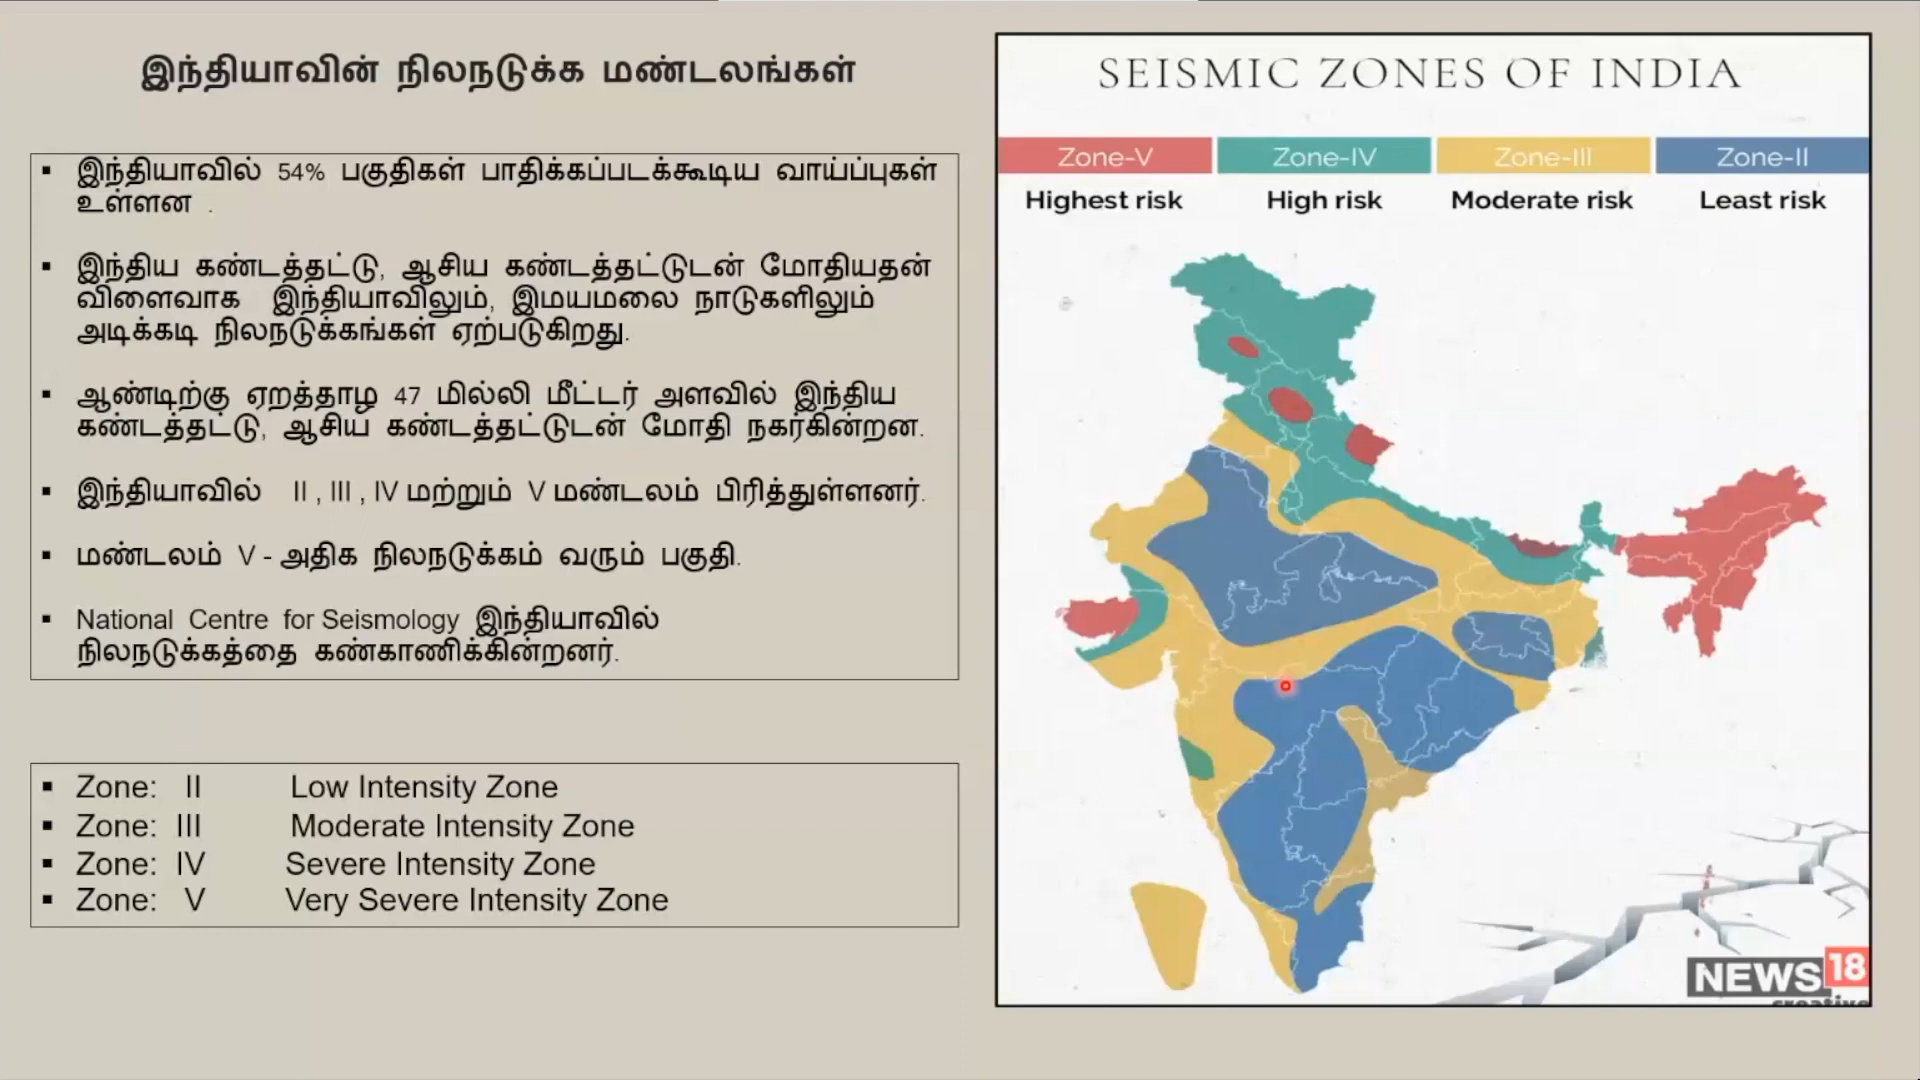 இந்தியாவின் நிலநடுக்க மண்டலங்கள்
▪ இந்தியாவில் 54% பகுதிகள் பாதிக்கப்படக்கூடிய வாய்ப்புகள்
உள்ளன .
▪ இந்திய கண்டத்தட்டு, ஆசிய கண்டத்தட்டுடன் மோதியதன்
விளைவாக இந்தியாவிலும், இமயமலை நாடுகளிலும்
அடிக்கடி நிலநடுக்கங்கள் ஏற்படுகிறது.
▪ ஆண்டிற்கு ஏறத்தாழ 47 மில்லி மீட்டர் அளவில் இந்திய
கண்டத்தட்டு, ஆசிய கண்டத்தட்டுடன் மோதி நகர்கின்றன.
▪ இந்தியாவில் II , III , IV மற்றும் V மண்டலம் பிரித்துள்ளனர்.
▪ மண்டலம் V - அதிக நிலநடுக்கம் வரும் பகுதி.
▪ National Centre for Seismology இந்தியாவில்
நிலநடுக்கத்தை கண்காணிக்கின்றனர்.
▪ Zone: II Low Intensity Zone
▪ Zone: III Moderate Intensity Zone
▪ Zone: IV Severe Intensity Zone
▪ Zone: V Very Severe Intensity Zone
SEISMIC ZONES OF INDIA
Zone-V Zone-IV Zone-III Zone-II
Highest risk High risk Moderate risk Least risk
NEWS 18
creative